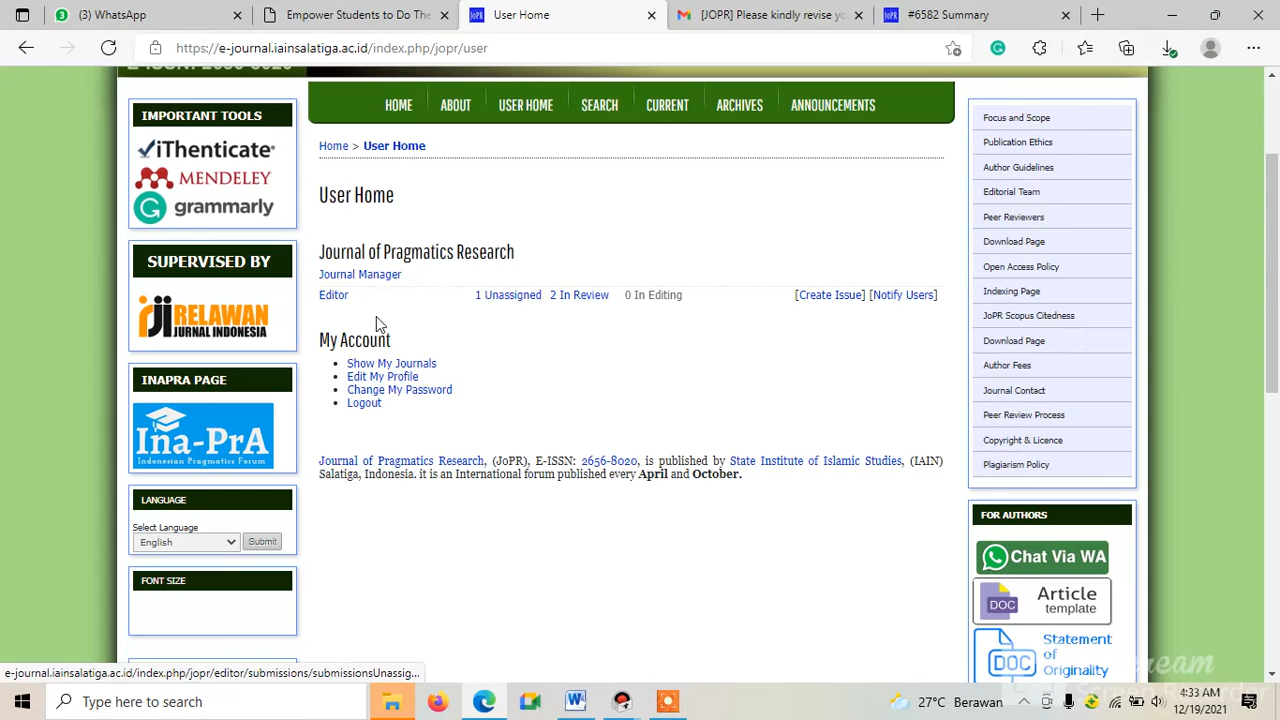 3
(1) WhatsApp
Empower to Students
User Home
[JOPR] Please kindly revise yo
#6582 Summary
https://e-journal.iainsalatiga.ac.id/index.php/jopr/user
HOME
ABOUT
USER HOME
SEARCH
CURRENT
ARCHIVES
ANNOUNCEMENTS
IMPORTANT TOOLS
iThenticate®
MENDELEY
grammarly
SUPERVISED BY
RELAWAN
JURNAL INDONESIA
INAPRA PAGE
Ina-PrA
Indonesian Pragmatics Forum
LANGUAGE
Select Language
English
Submit
FONT SIZE
Home > User Home
User Home
Journal of Pragmatics Research
Journal Manager
Editor 1 Unassigned 2 In Review 0 In Editing [Create Issue] [Notify Users]
My Account
Show My Journals
Edit My Profile
Change My Password
Logout
Journal of Pragmatics Research, (JoPR), E-ISSN: 2656-8020, is published by State Institute of Islamic Studies, (IAIN)
Salatiga, Indonesia. it is an International forum published every April and October.
Focus and Scope
Publication Ethics
Author Guidelines
Editorial Team
Peer Reviewers
Download Page
Open Access Policy
Indexing Page
JoPR Scopus Citedness
Download Page
Author Fees
Journal Contact
Peer Review Process
Copyright & Licence
Plagiarism Policy
FOR AUTHORS
Chat Via WA
DOC
Article
template
DOC
Statement
of
Originality
e-journal.iainsalatiga.ac.id/index.php/jopr/editor/submissions/submissionsUnassig...
Type here to search
27°C Berawan
4:33 AM
12/19/2021